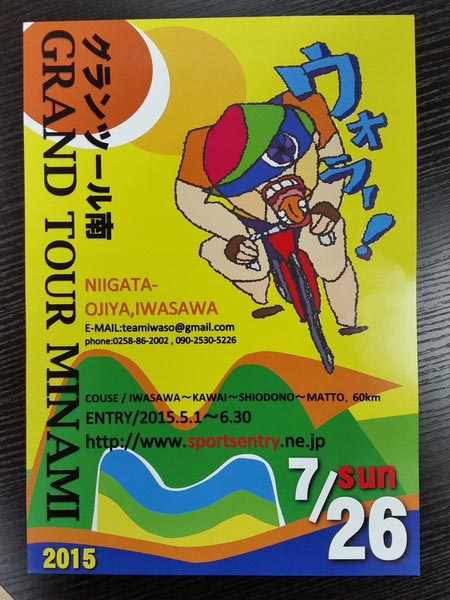 グランツール南
GRAND TOUR MINAMI
ウォラー!
NIIGATA-
OJIYA,IWASAWA
E-MAIL:teamiwaso@gmail.com
phone:0258-86-2002 , 090-2530-5226
COUSE / IWASAWA〜KAWAI〜SHIODONO〜MATTO, 60km
ENTRY/2015.5.1〜6.30
http://www.sportsentry.ne.jp
7/26 sun
2015